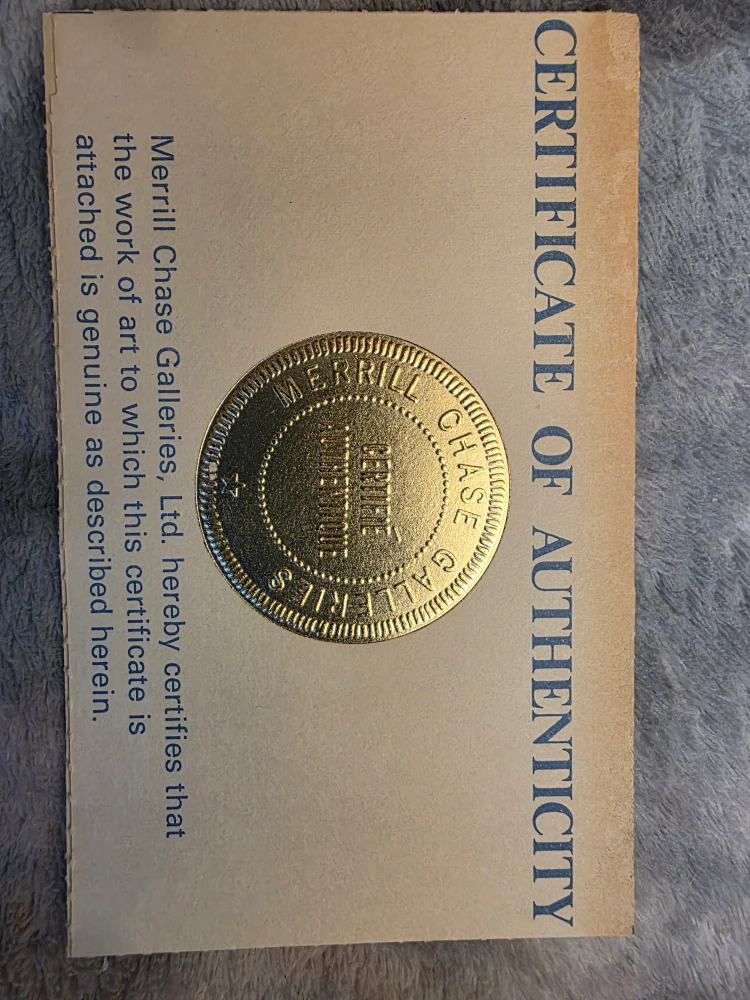 CERTIFICATE OF AUTHENTICITY
MERRILL CHASE GALLERIES
CERTIFIÉ
AUTHENTIQUE
Merrill Chase Galleries, Ltd. hereby certifies that
the work of art to which this certificate is
attached is genuine as described herein.